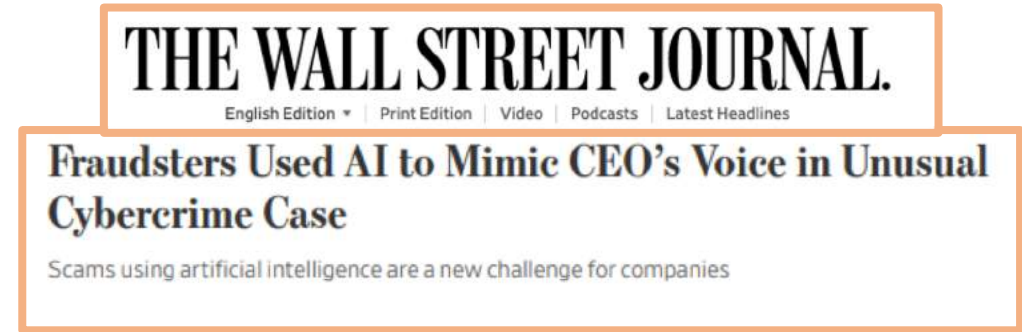 THE WALL STREET JOURNAL.
English Edition Print Edition Video Podcasts Latest Headlines
Fraudsters Used AI to Mimic CEO’s Voice in Unusual
Cybercrime Case
Scams using artificial intelligence are a new challenge for companies